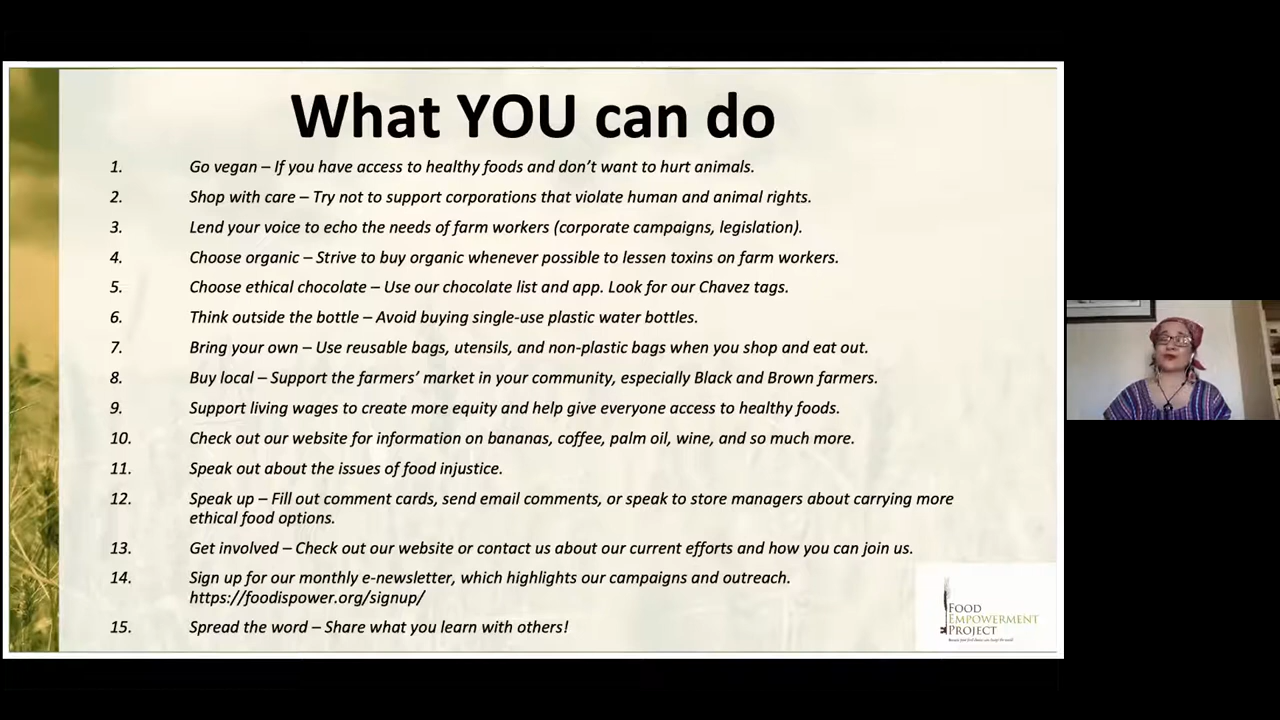 What YOU can do
1. Go vegan – If you have access to healthy foods and don’t want to hurt animals.
2. Shop with care – Try not to support corporations that violate human and animal rights.
3. Lend your voice to echo the needs of farm workers (corporate campaigns, legislation).
4. Choose organic – Strive to buy organic whenever possible to lessen toxins on farm workers.
5. Choose ethical chocolate – Use our chocolate list and app. Look for our Chavez tags.
6. Think outside the bottle – Avoid buying single-use plastic water bottles.
7. Bring your own – Use reusable bags, utensils, and non-plastic bags when you shop and eat out.
8. Buy local – Support the farmers’ market in your community, especially Black and Brown farmers.
9. Support living wages to create more equity and help give everyone access to healthy foods.
10. Check out our website for information on bananas, coffee, palm oil, wine, and so much more.
11. Speak out about the issues of food injustice.
12. Speak up – Fill out comment cards, send email comments, or speak to store managers about carrying more
ethical food options.
13. Get involved – Check out our website or contact us about our current efforts and how you can join us.
14. Sign up for our monthly e-newsletter, which highlights our campaigns and outreach.
https://foodispower.org/signup/
15. Spread the word – Share what you learn with others!
FOOD
EMPOWERMENT
PROJECT